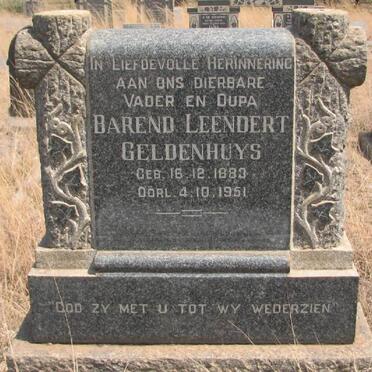 In Liefdevolle Herinnering
aan ons dierbare
Vader en Oupa
Barend Leendert
Geldenhuys
Geb. 16.12.1883
Oorl. 4.10.1951
"God zy met u tot wy wederzien"